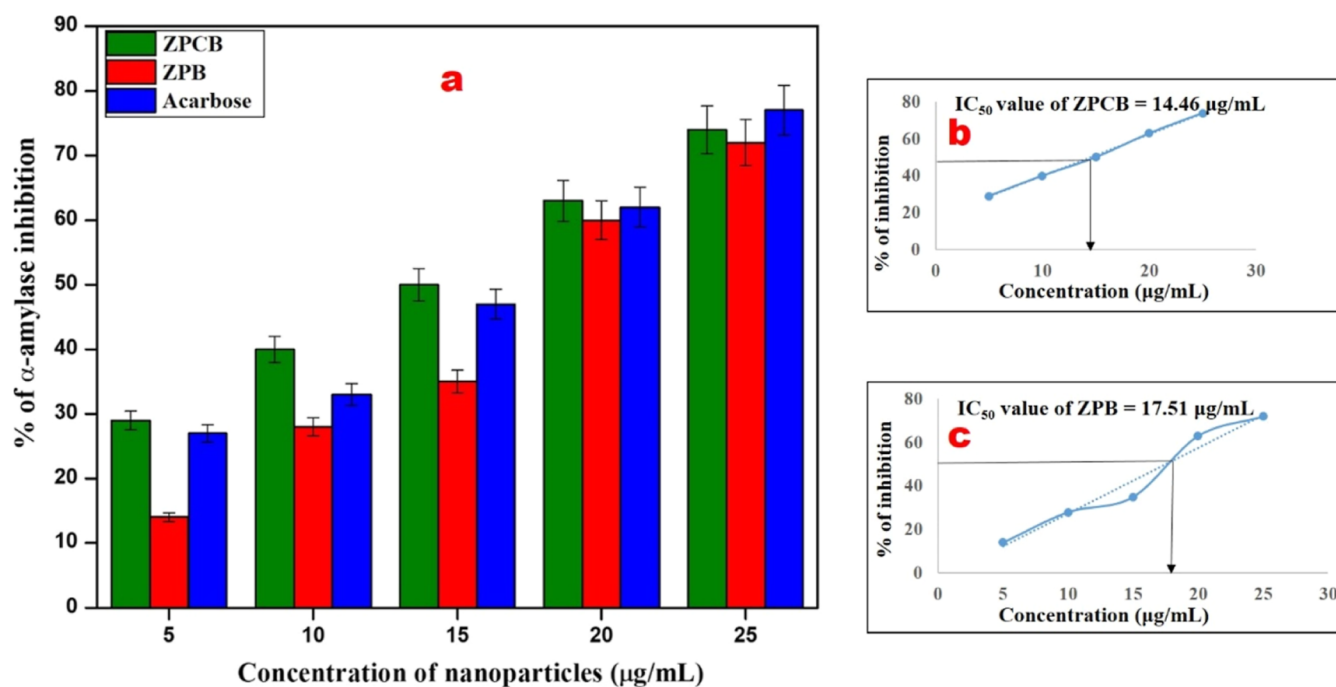 90
80
70
60
50
40
30
20
10
0
% of α-amylase inhibition
ZPCB
ZPB
Acarbose
a
5 10 15 20 25
Concentration of nanoparticles (µg/mL)
IC50 value of ZPCB = 14.46 µg/mL
b
80
60
40
20
0
% of inhibition
0 10 20 30
Concentration (µg/mL)
IC50 value of ZPB = 17.51 µg/mL
c
80
60
40
20
0
% of inhibition
0 5 10 15 20 25 30
Concentration (µg/mL)